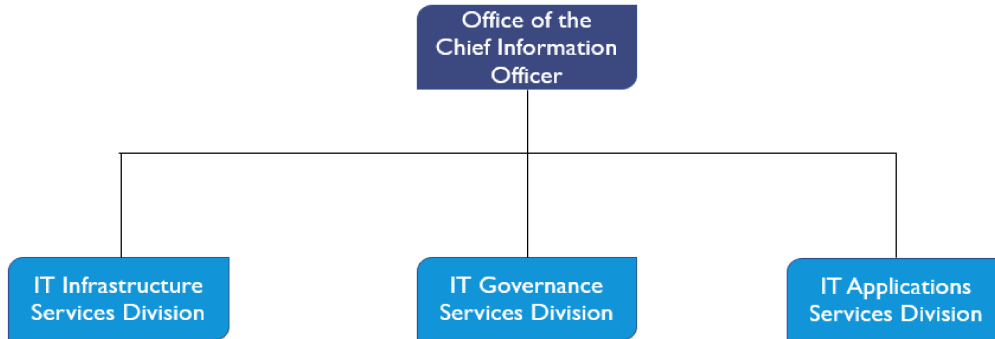 Office of the
Chief Information
Officer
IT Infrastructure
Services Division
IT Governance
Services Division
IT Applications
Services Division